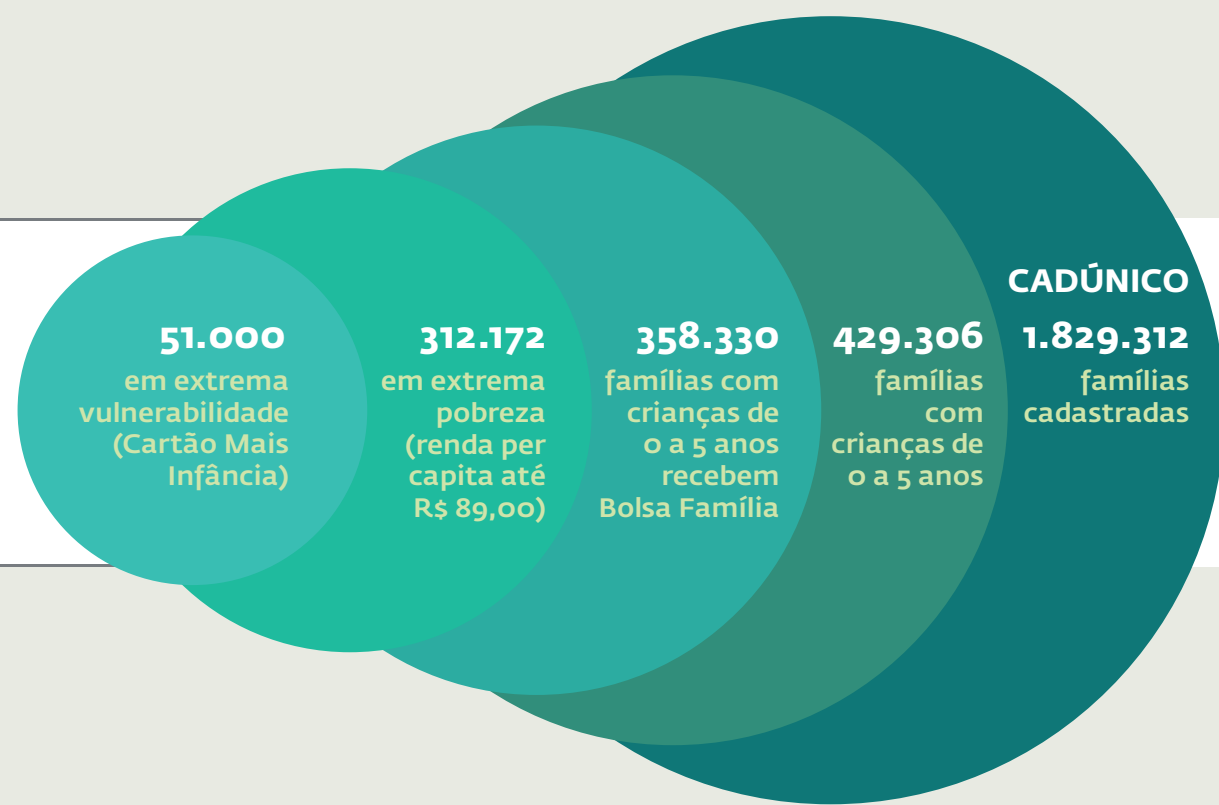 51.000
em extrema
vulnerabilidade
(Cartão Mais
Infância)
312.172
em extrema
pobreza
(renda per
capita até
R$ 89,00)
358.330
famílias com
crianças de
0 a 5 anos
recebem
Bolsa Família
429.306
famílias
com
crianças de
0 a 5 anos
CADÚNICO
1.829.312
famílias
cadastradas